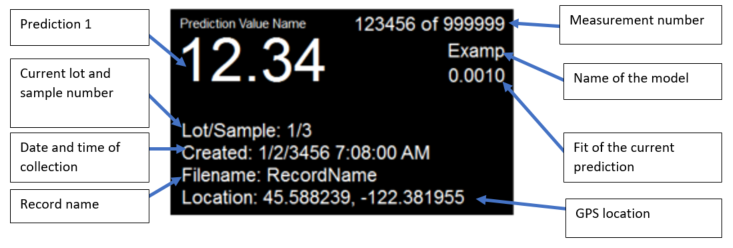 Prediction 1
Current lot and
sample number
Date and time of
collection
Record name
Prediction Value Name
123456 of 999999
12.34
Examp
0.0010
Lot/Sample: 1/3
Created: 1/2/3456 7:08:00 AM
Filename: RecordName
Location: 45.588239, -122.381955
Measurement number
Name of the model
Fit of the current
prediction
GPS location